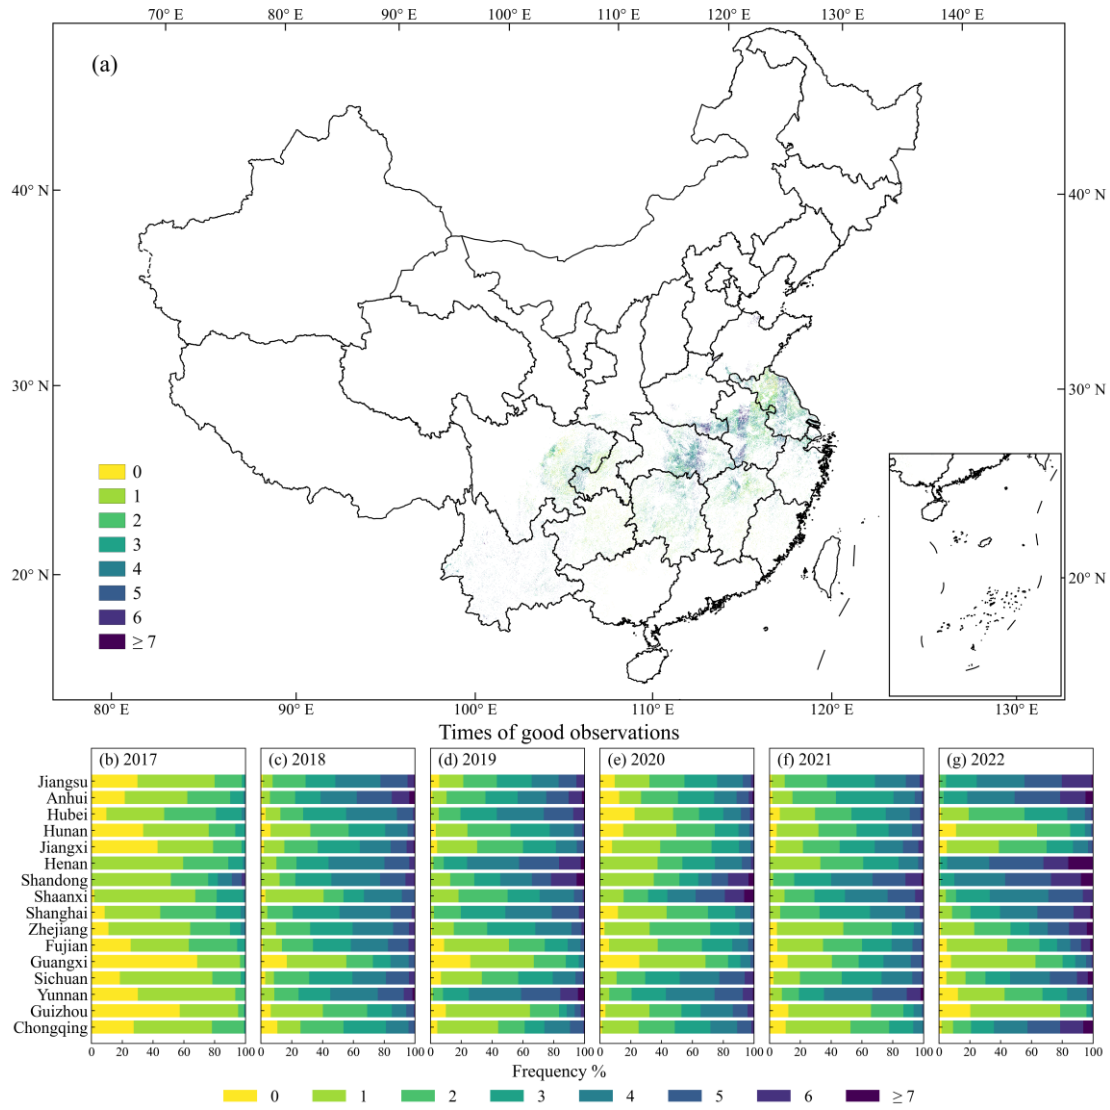 70° E 80° E 90° E 100° E 110° E 120° E 130° E 140° E
(a)
40° N 40° N
30° N 30° N
20° N 20° N
0
1
2
3
4
5
6
≥ 7
80° E 90° E 100° E 110° E 120° E 130° E
Times of good observations
(b) 2017 (c) 2018 (d) 2019 (e) 2020 (f) 2021 (g) 2022
Jiangsu
Anhui
Hubei
Hunan
Jiangxi
Henan
Shandong
Shaanxi
Shanghai
Zhejiang
Fujian
Guangxi
Sichuan
Yunnan
Guizhou
Chongqing
0 20 40 60 80 100 0 20 40 60 80 100 0 20 40 60 80 100 0 20 40 60 80 100 0 20 40 60 80 100 0 20 40 60 80 100
Frequency %
0 1 2 3 4 5 6 ≥ 7